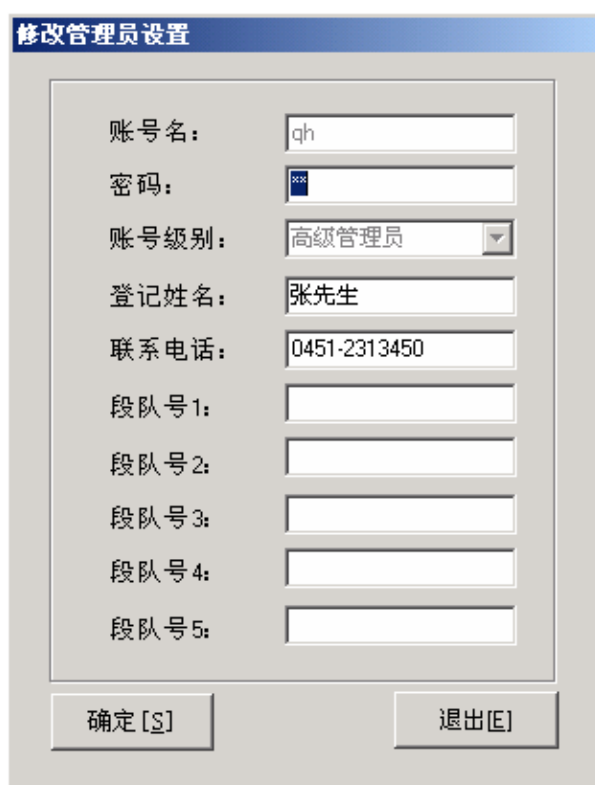 修改管理员设置
账号名： qh
密码： **
账号级别： 高级管理员
登记姓名： 张先生
联系电话： 0451-2313450
段队号1：
段队号2：
段队号3：
段队号4：
段队号5：
确定[S] 退出[E]